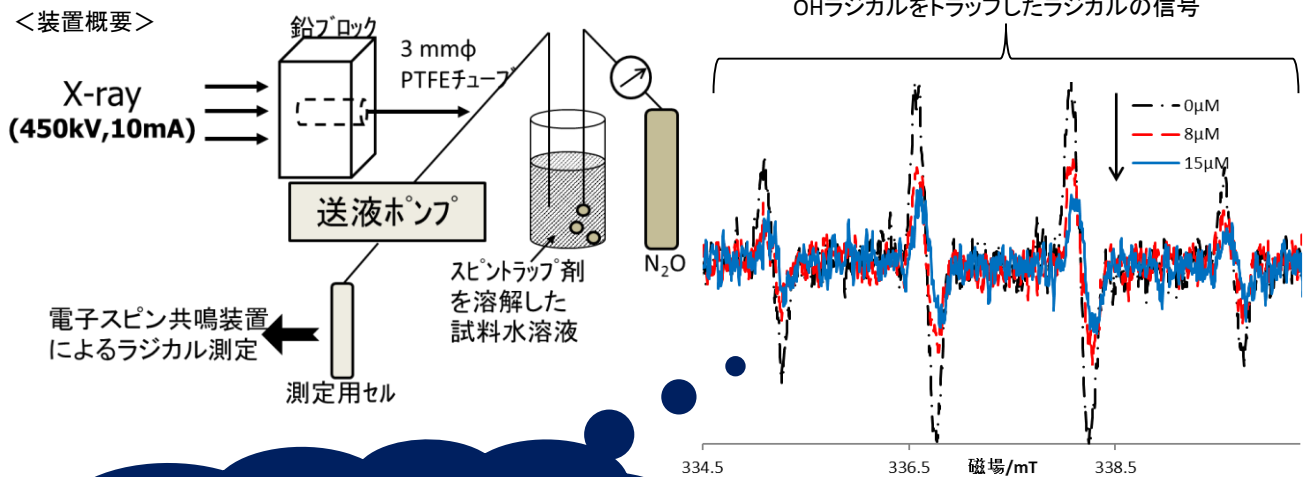 ＜装置概要＞
鉛ブロック
X-ray
(450kV,10mA)
3 mmφ
PTFEチューブ
送液ポンプ
N₂O
スピントラップ剤
を溶解した
試料水溶液
電子スピン共鳴装置
によるラジカル測定
測定用セル
OHラジカルをトラップしたラジカルの信号
0μM
8μM
15μM
334.5
336.5
磁場/mT
338.5